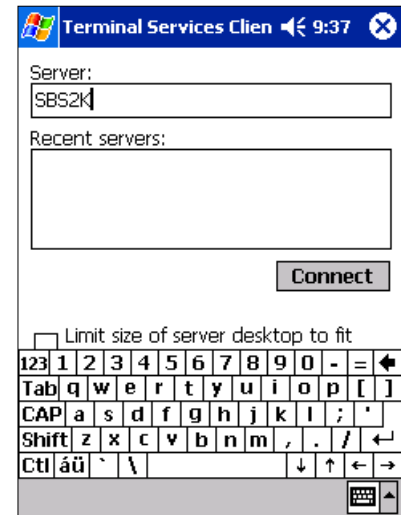 Terminal Services Clien 9:37
Server:
SBS2K
Recent servers:
Connect
Limit size of server desktop to fit
123 1 2 3 4 5 6 7 8 9 0 - =
Tab q w e r t y u i o p [ ]
CAP a s d f g h j k l ; '
Shift z x c v b n m , . /
Ctl áü ` \